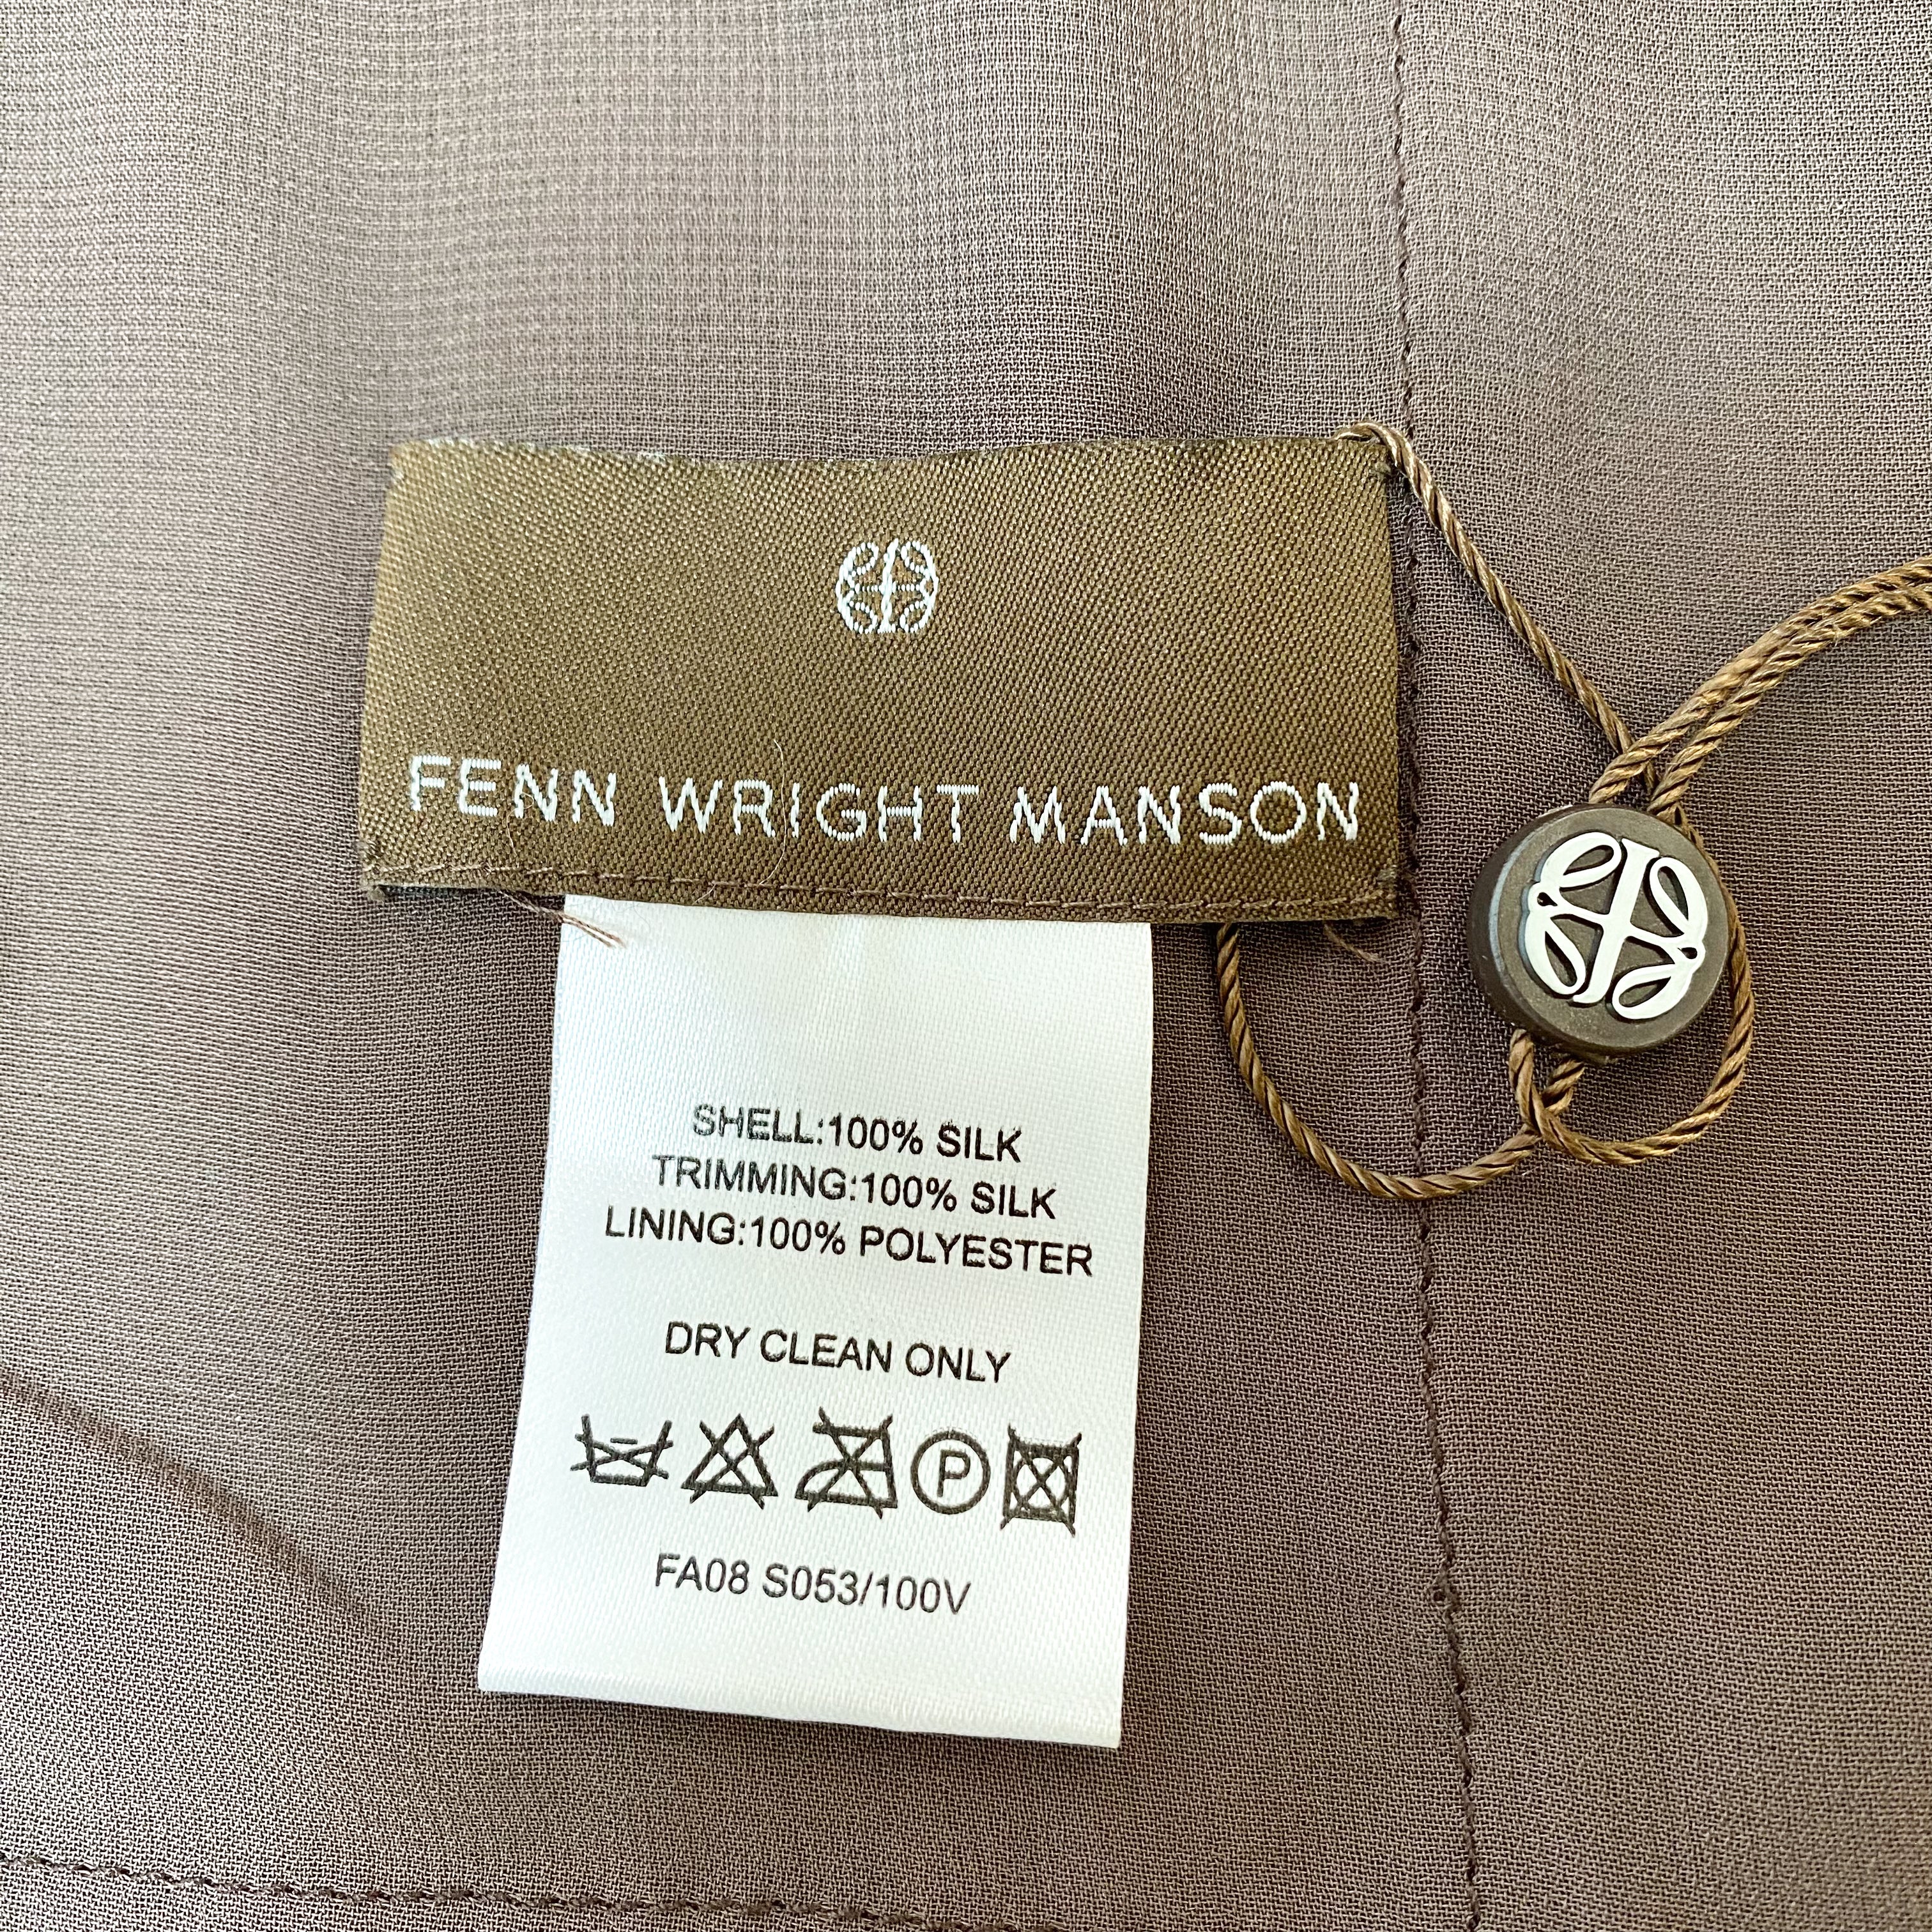 FENN WRIGHT MANSON
SHELL:100% SILK
TRIMMING:100% SILK
LINING:100% POLYESTER
DRY CLEAN ONLY
P
FA08 S053/100V